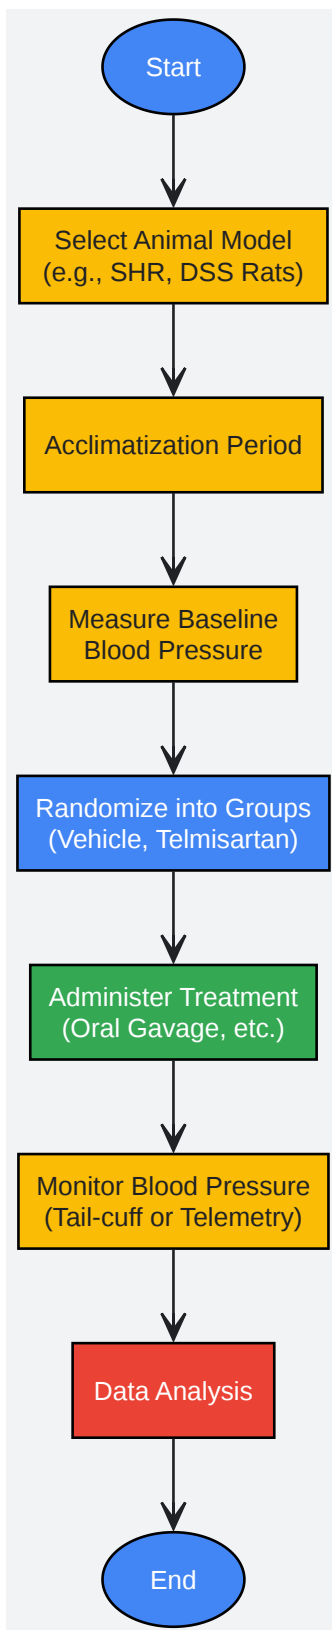 Start
Select Animal Model
(e.g., SHR, DSS Rats)
Acclimatization Period
Measure Baseline
Blood Pressure
Randomize into Groups
(Vehicle, Telmisartan)
Administer Treatment
(Oral Gavage, etc.)
Monitor Blood Pressure
(Tail-cuff or Telemetry)
Data Analysis
End